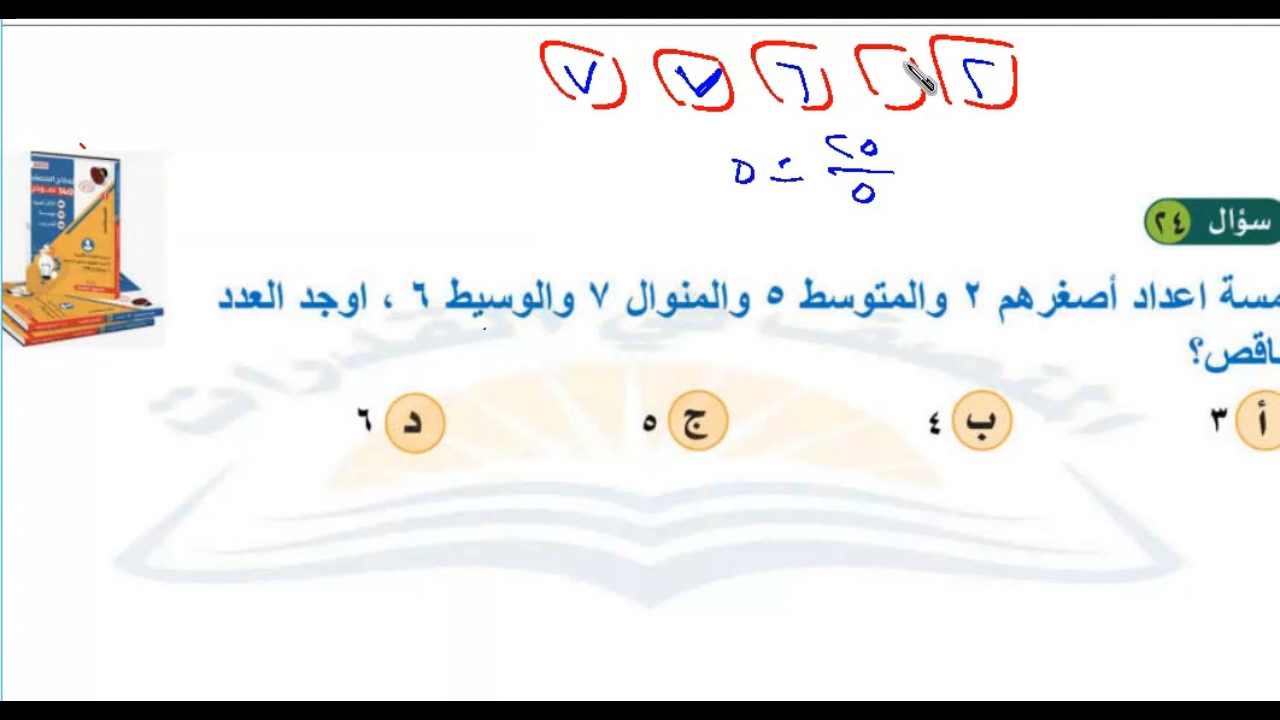 ٢ ٦ ٧ ٧
٥ = ٢٥ / ٥
سؤال ٢٤
مسة اعداد أصغرهم ٢ والمتوسط ٥ والمنوال ٧ والوسيط ٦ ، اوجد العدد
اقص؟
أ ٣ ب ٤ ج ٥ د ٦